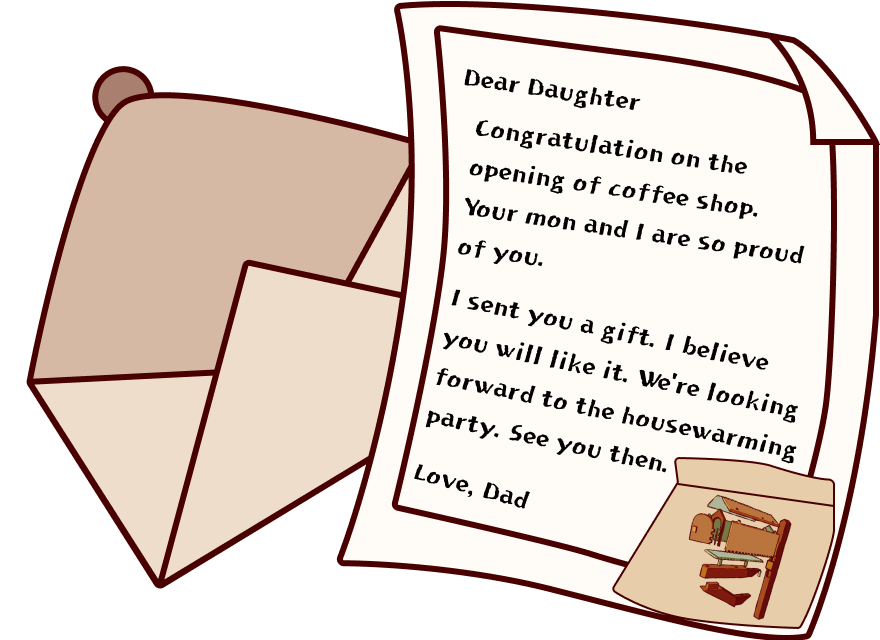 Dear Daughter
Congratulation on the
opening of coffee shop.
Your mon and I are so proud
of you.
I sent you a gift. I believe
you will like it. We're looking
forward to the housewarming
party. See you then.
Love, Dad